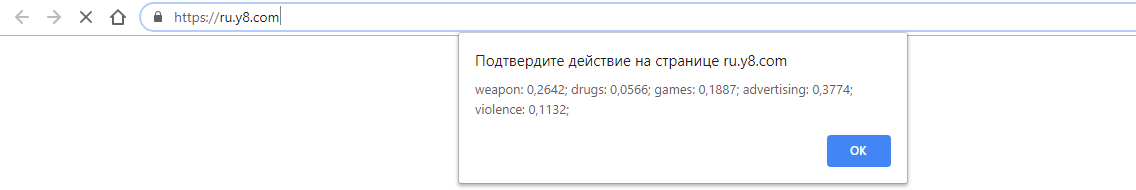 https://ru.y8.com
Подтвердите действие на странице ru.y8.com
weapon: 0,2642; drugs: 0,0566; games: 0,1887; advertising: 0,3774;
violence: 0,1132;
ОК